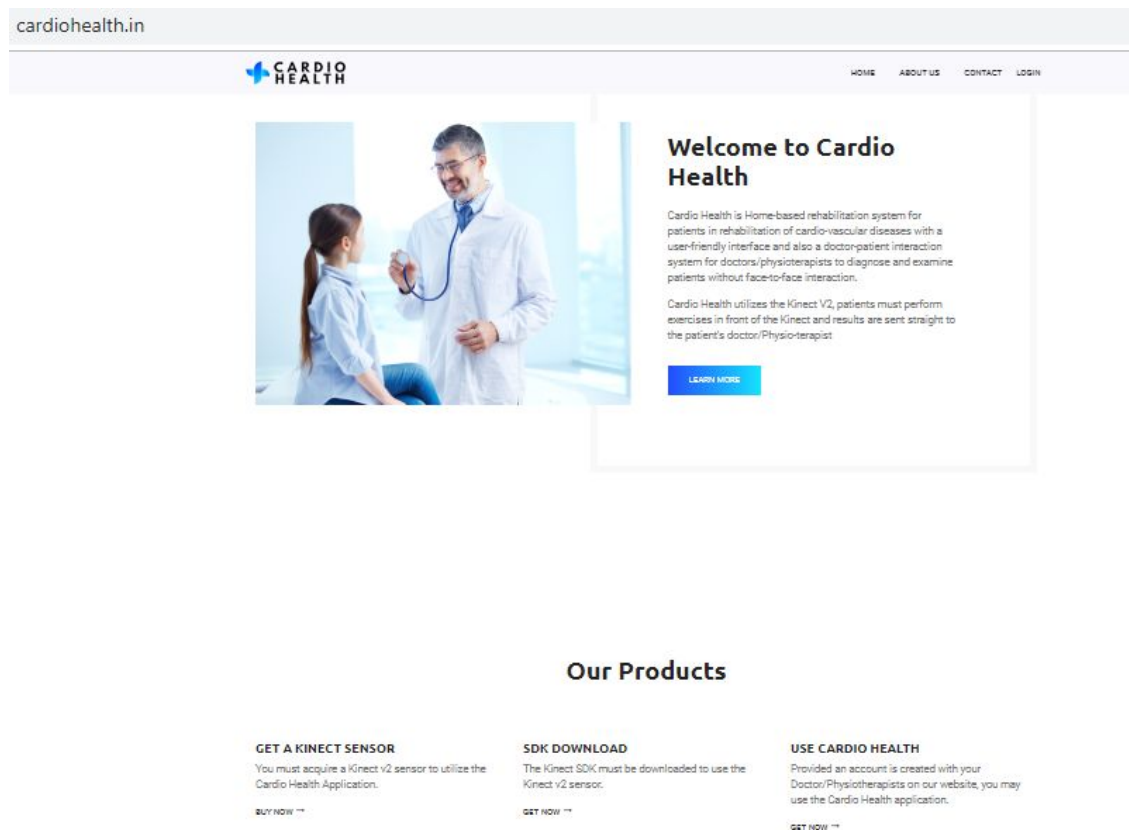 cardiohealth.in
CARDIO
HEALTH
HOME ABOUT US CONTACT LOGIN
Welcome to Cardio
Health
Cardio Health is Home-based rehabilitation system for
patients in rehabilitation of cardio-vascular diseases with a
user-friendly interface and also a doctor-patient interaction
system for doctors/physioterapists to diagnose and examine
patients without face-to-face interaction.
Cardio Health utilizes the Kinect V2, patients must perform
exercises in front of the Kinect and results are sent straight to
the patient's doctor/Physio-terapist
LEARN MORE
Our Products
GET A KINECT SENSOR
You must acquire a Kinect v2 sensor to utilize the
Cardio Health Application.
BUY NOW →
SDK DOWNLOAD
The Kinect SDK must be downloaded to use the
Kinect v2 sensor.
GET NOW →
USE CARDIO HEALTH
Provided an account is created with your
Doctor/Physiotherapists on our website, you may
use the Cardio Health application.
GET NOW →